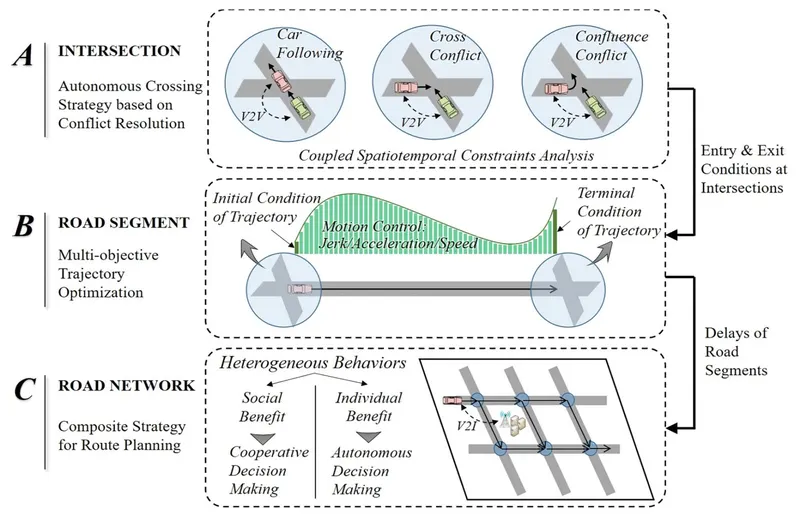 A
INTERSECTION
Autonomous Crossing
Strategy based on
Conflict Resolution
Car
Following
V2V
Cross
Conflict
V2V
Confluence
Conflict
V2V
Coupled Spatiotemporal Constraints Analysis
Entry & Exit
Conditions at
Intersections
B
ROAD SEGMENT
Multi-objective
Trajectory
Optimization
Initial Condition
of Trajectory
Motion Control:
Jerk/Acceleration/Speed
Terminal
Condition
of Trajectory
Delays of
Road
Segments
C
ROAD NETWORK
Composite Strategy
for Route Planning
Heterogeneous Behaviors
Social
Benefit
Cooperative
Decision
Making
Individual
Benefit
Autonomous
Decision
Making
V2I